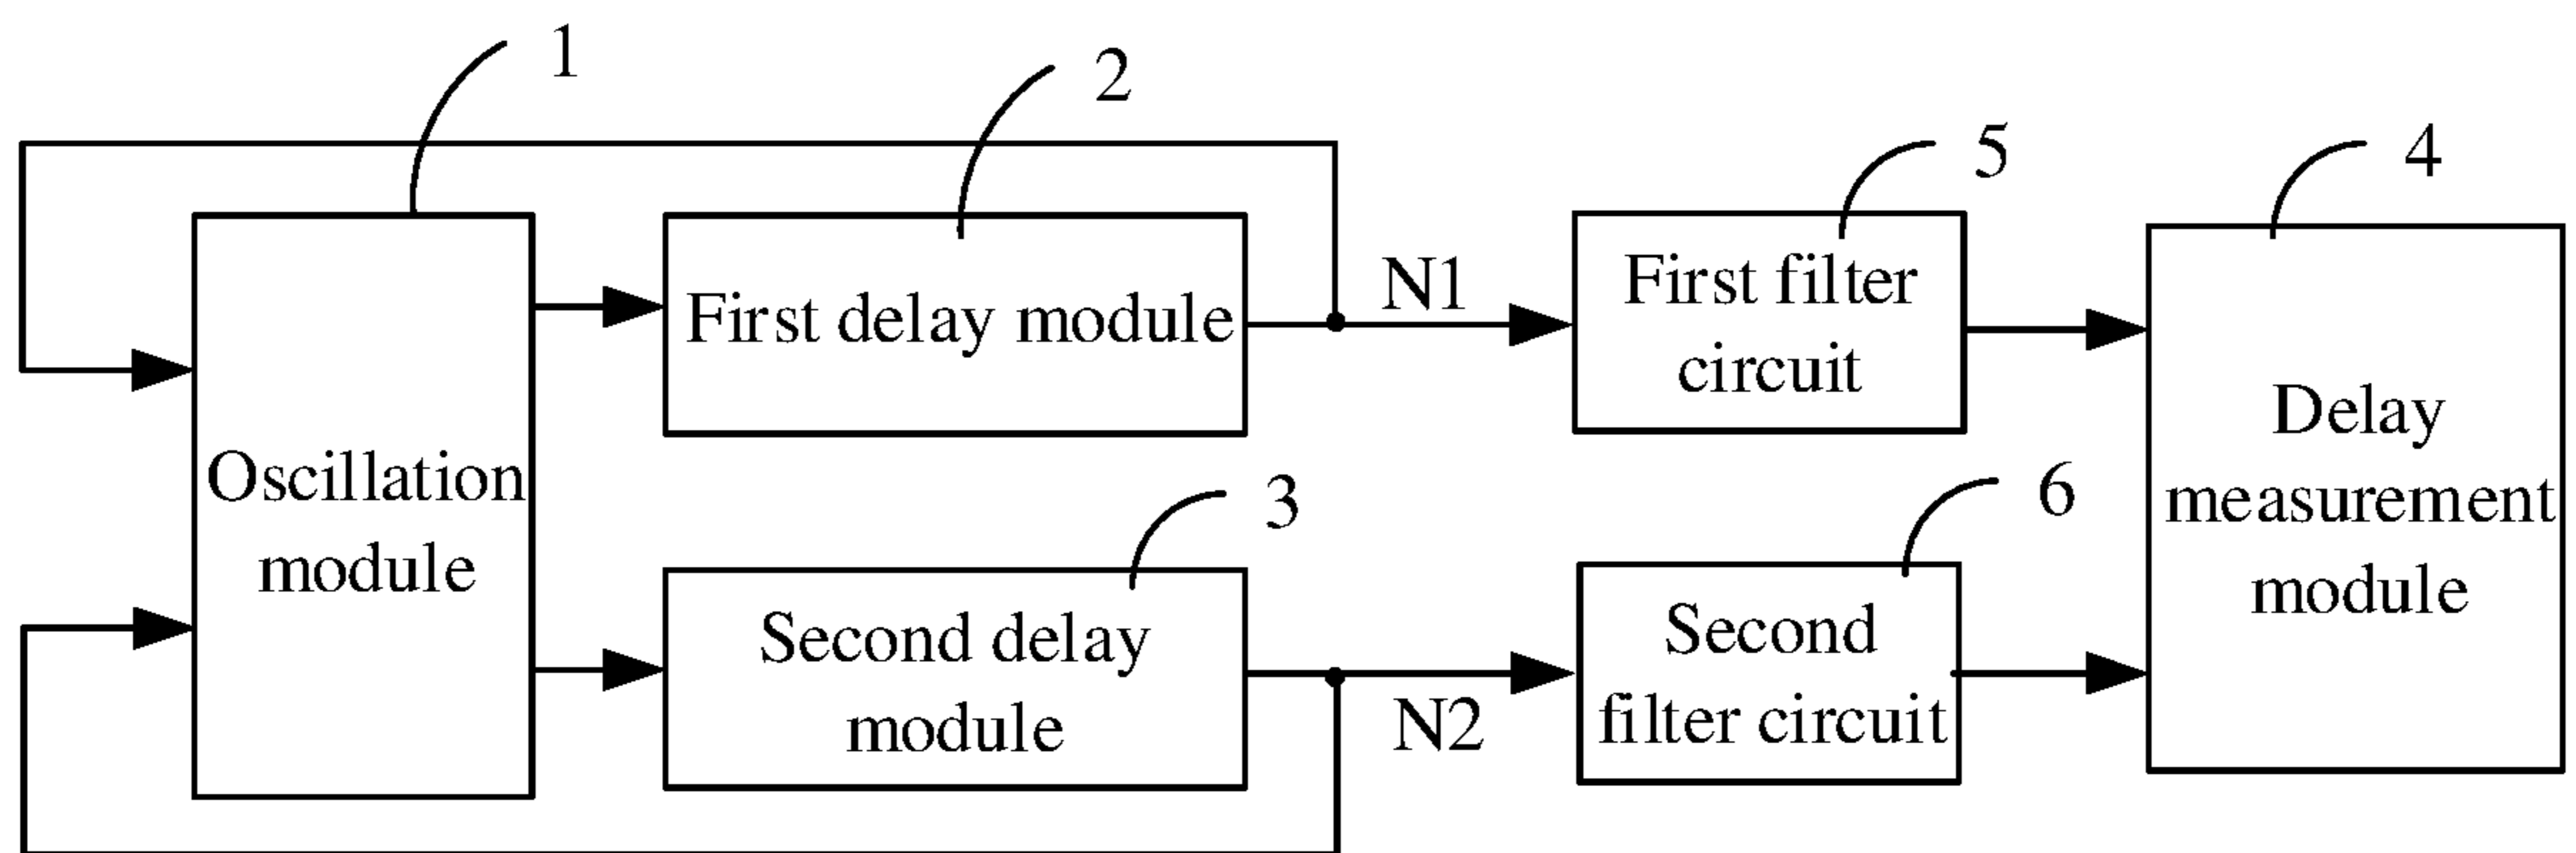 1
2
5
4
First delay module
N1
First filter
circuit
Oscillation
module
3
Second delay
module
N2
6
Second
filter circuit
Delay
measurement
module